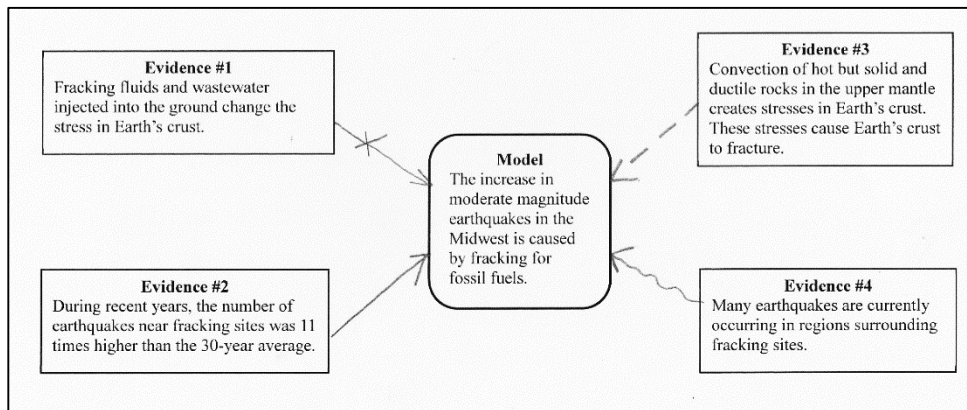 Evidence #1
Fracking fluids and wastewater
injected into the ground change the
stress in Earth's crust.
Evidence #2
During recent years, the number of
earthquakes near fracking sites was 11
times higher than the 30-year average.
Model
The increase in
moderate magnitude
earthquakes in the
Midwest is caused
by fracking for
fossil fuels.
Evidence #3
Convection of hot but solid and
ductile rocks in the upper mantle
creates stresses in Earth's crust.
These stresses cause Earth's crust
to fracture.
Evidence #4
Many earthquakes are currently
occurring in regions surrounding
fracking sites.